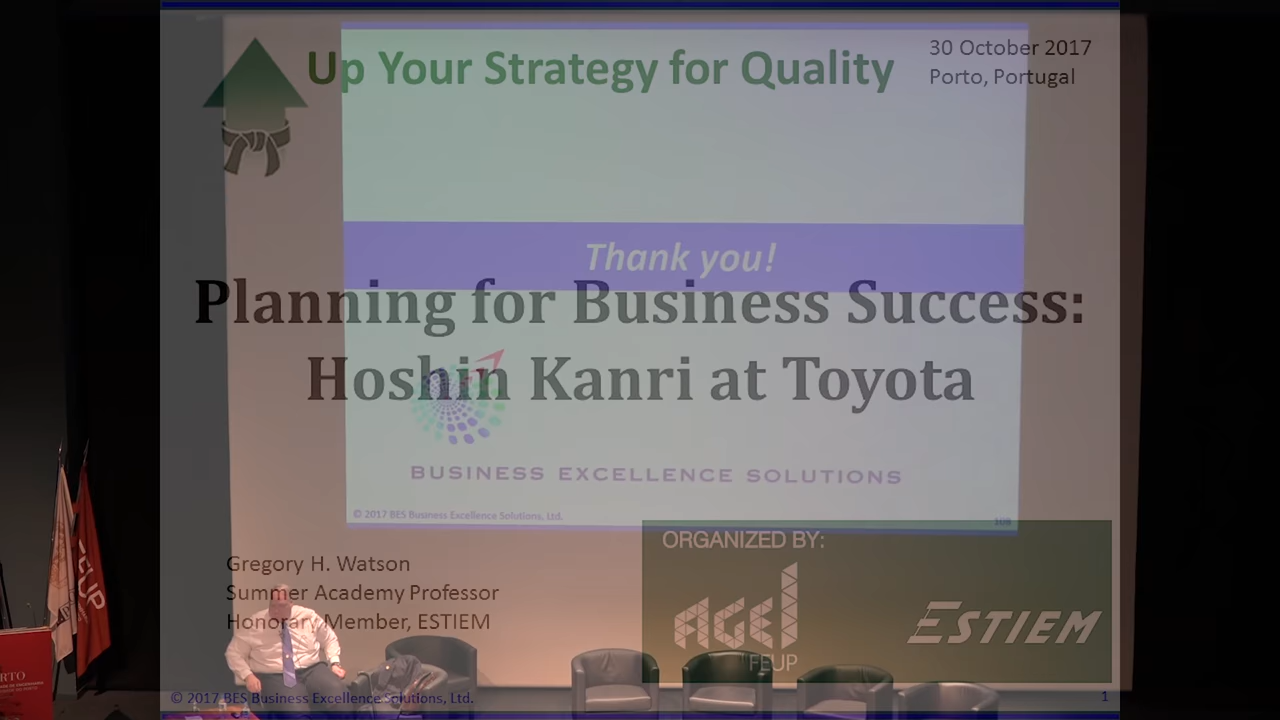 Up Your Strategy for Quality
30 October 2017
Porto, Portugal
Thank you!
Planning for Business Success:
Hoshin Kanri at Toyota
BUSINESS EXCELLENCE SOLUTIONS
© 2017 BES Business Excellence Solutions, Ltd.
ORGANIZED BY:
Gregory H. Watson
Summer Academy Professor
Honorary Member, ESTIEM
AGEI
FEUP
ESTIEM
FEUP
© 2017 BES Business Excellence Solutions, Ltd.
1